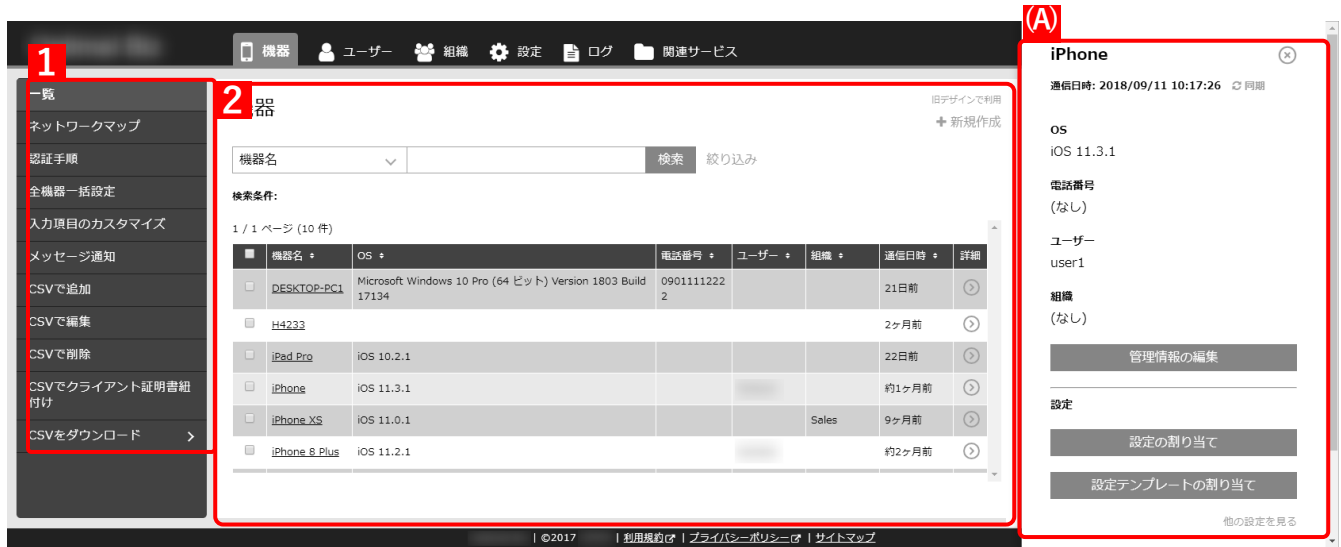 機器 ユーザー 組織 設定 ログ 関連サービス
1
一覧
ネットワークマップ
認証手順
全機器一括設定
入力項目のカスタマイズ
メッセージ通知
CSVで追加
CSVで編集
CSVで削除
CSVでクライアント証明書紐
付け
CSVをダウンロード
2
器
旧デザインで利用
+ 新規作成
機器名 検索 絞り込み
検索条件:
1 / 1 ページ (10 件)
機器名 OS 電話番号 ユーザー 組織 通信日時 詳細
DESKTOP-PC1 Microsoft Windows 10 Pro (64 ビット) Version 1803 Build 0901111222 21日前
17134 2
H4233 2ヶ月前
iPad Pro iOS 10.2.1 22日前
iPhone iOS 11.3.1 約1ヶ月前
iPhone XS iOS 11.0.1 Sales 9ヶ月前
iPhone 8 Plus iOS 11.2.1 約2ヶ月前
(A)
iPhone
通信日時: 2018/09/11 10:17:26 同期
OS
iOS 11.3.1
電話番号
(なし)
ユーザー
user1
組織
(なし)
管理情報の編集
設定
設定の割り当て
設定テンプレートの割り当て
他の設定を見る
| ©2017 | 利用規約 | プライバシーポリシー | サイトマップ